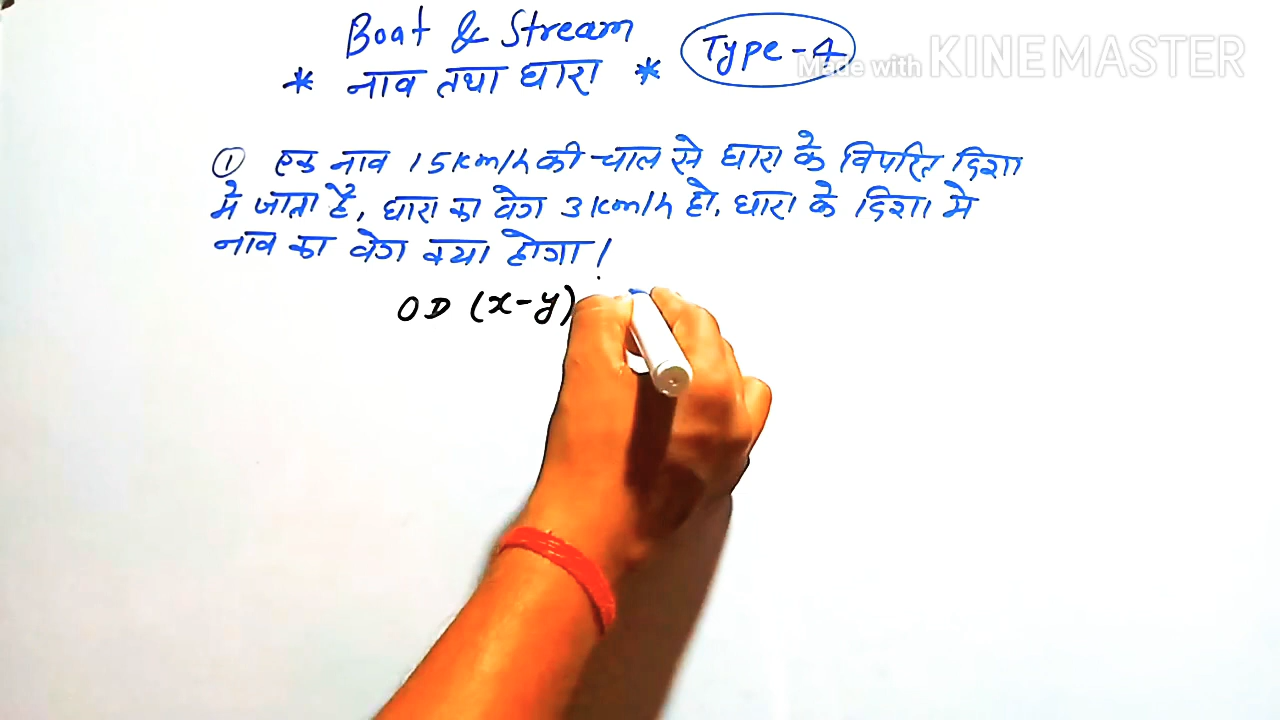 Boat & Stream
Type-4
Made with KINEMASTER
* नाव तथा धारा *
① एक नाव 15km/h की चाल से धारा के विपरित दिशा
मे जाता है, धारा का वेग 3km/h हो, धारा के दिशा मे
नाव का वेग क्या होगा!
OD (x-y)